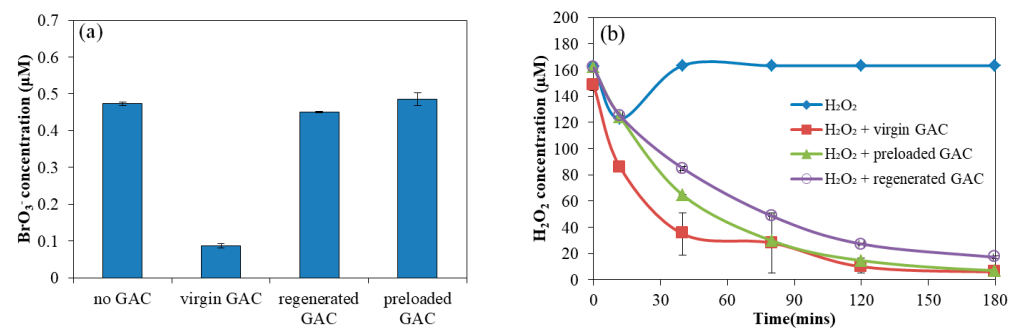 (a)
BrO₃⁻ concentration (μM)
0.7
0.6
0.5
0.4
0.3
0.2
0.1
0
no GAC
virgin GAC
regenerated
GAC
preloaded
GAC
(b)
H₂O₂ concentration (μM)
200
180
160
140
120
100
80
60
40
20
0
0 30 60 90 120 150 180
Time(mins)
H₂O₂
H₂O₂ + virgin GAC
H₂O₂ + preloaded GAC
H₂O₂ + regenerated GAC